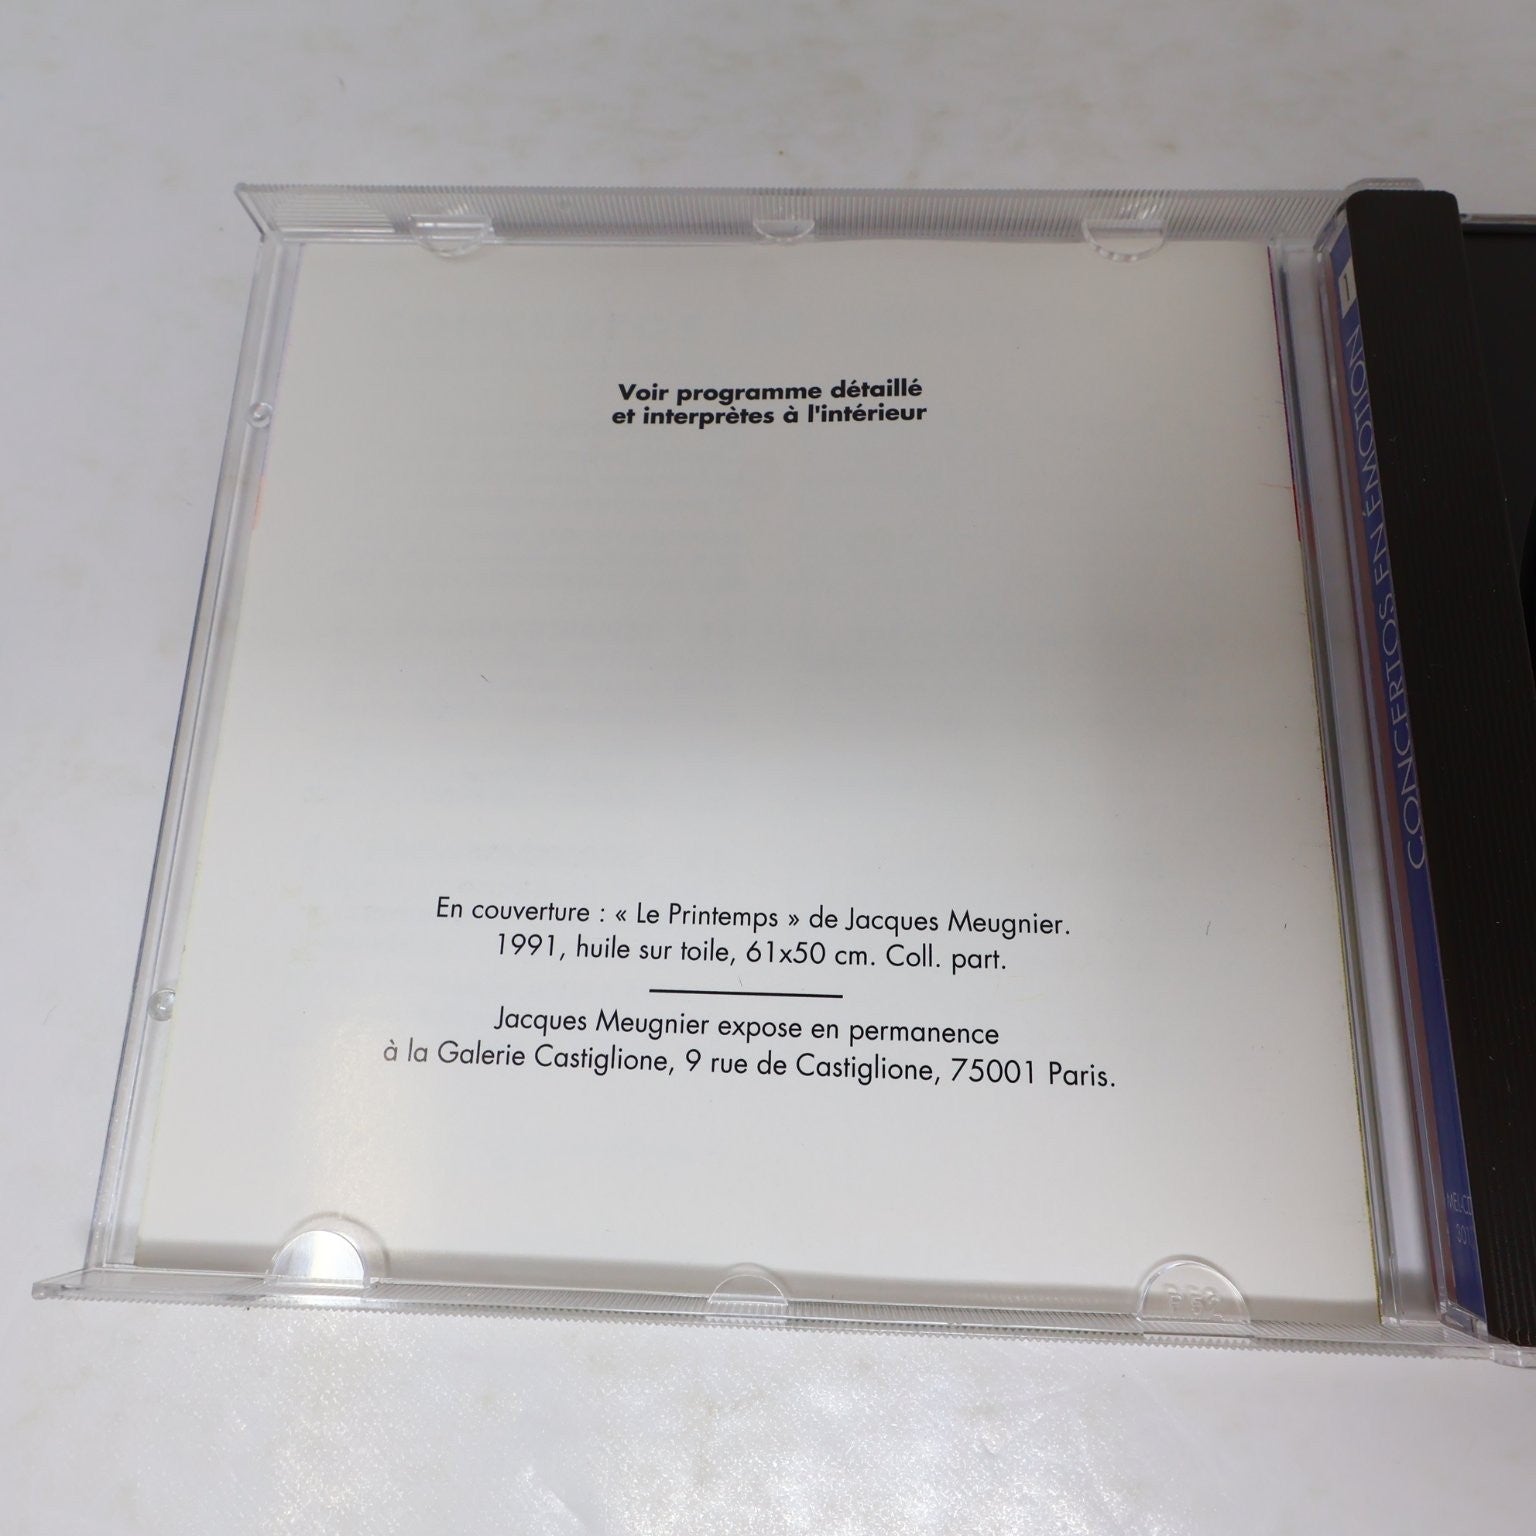 Voir programme détaillé
et interprètes à l'intérieur
En couverture : « Le Printemps » de Jacques Meugnier.
1991, huile sur toile, 61x50 cm. Coll. part.
Jacques Meugnier expose en permanence
à la Galerie Castiglione, 9 rue de Castiglione, 75001 Paris.
1
CONCERTOS EN ÉMOTION
MEL-CD